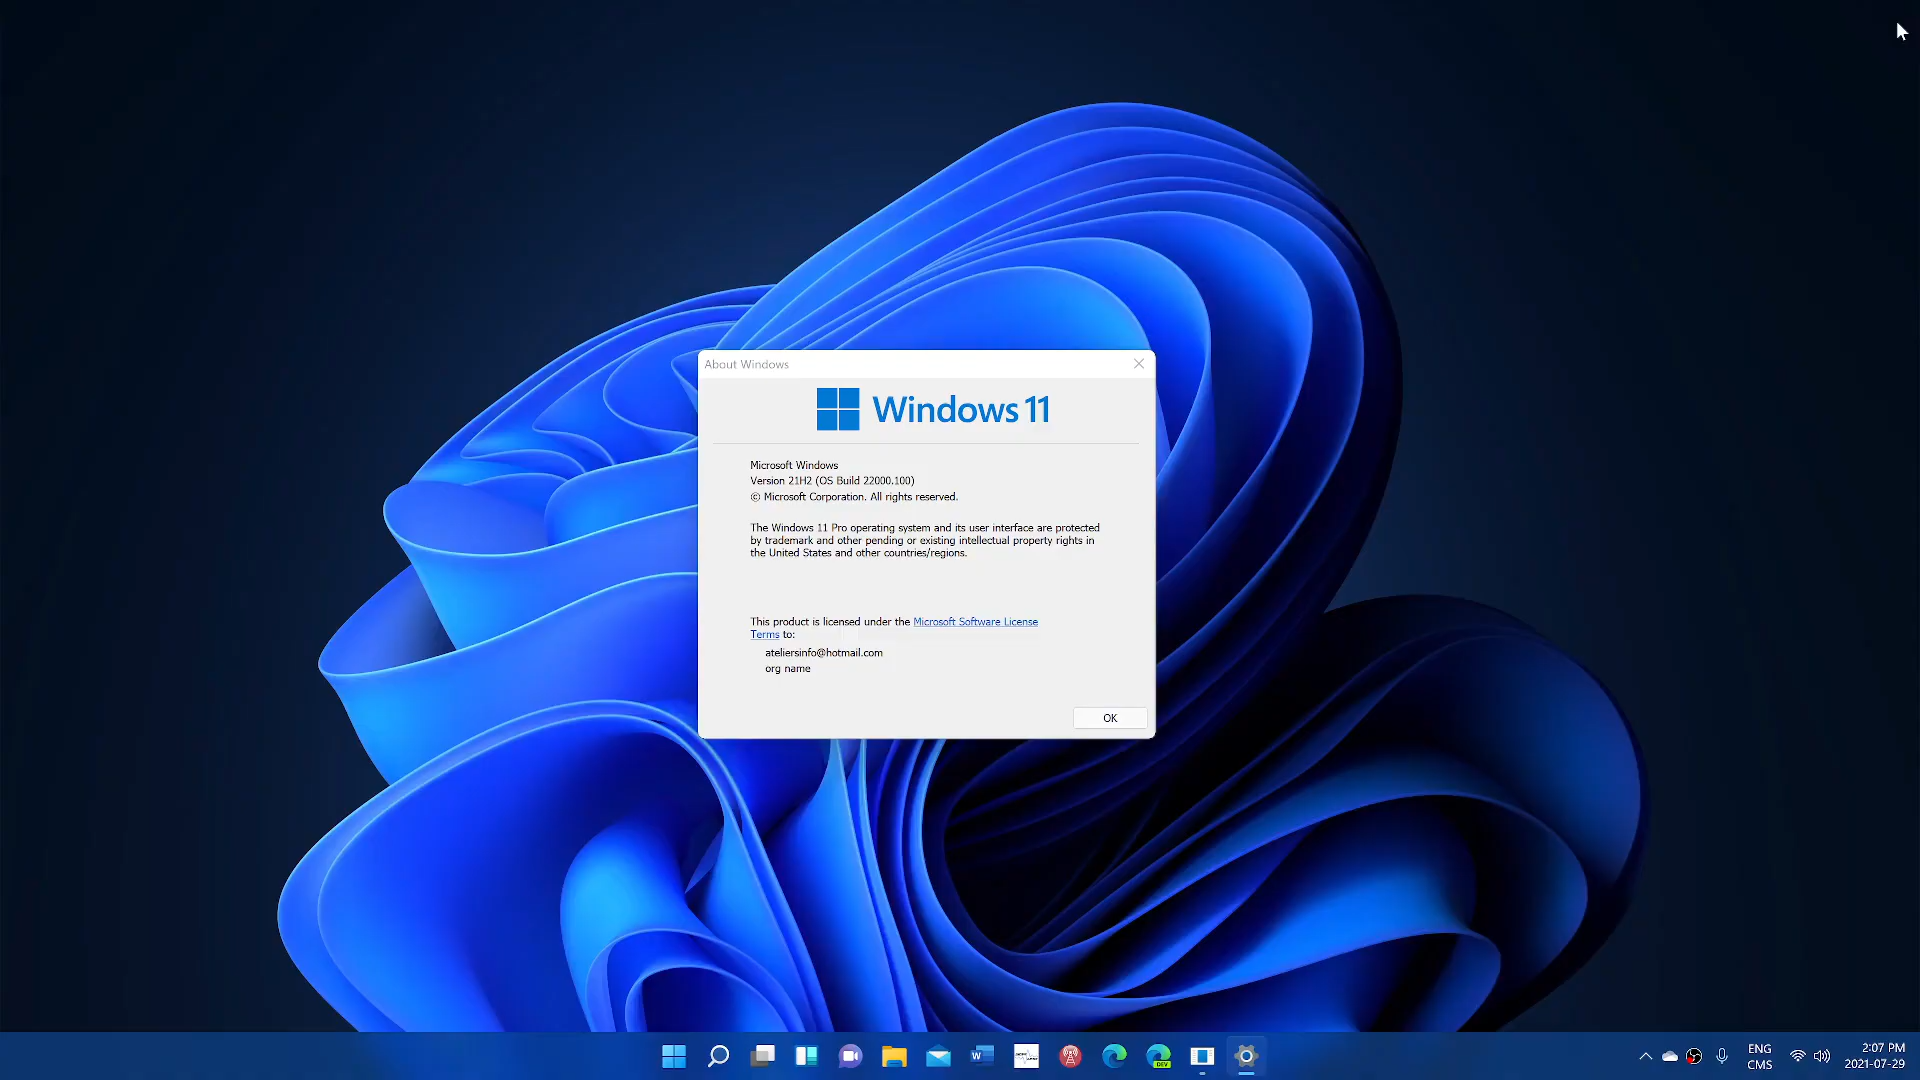 About Windows
Windows 11
Microsoft Windows
Version 21H2 (OS Build 22000.100)
© Microsoft Corporation. All rights reserved.
The Windows 11 Pro operating system and its user interface are protected
by trademark and other pending or existing intellectual property rights in
the United States and other countries/regions.
This product is licensed under the Microsoft Software License
Terms to:
ateliersinfo@hotmail.com
org name
OK
W
DEV
ENG
CMS
2:07 PM
2021-07-29